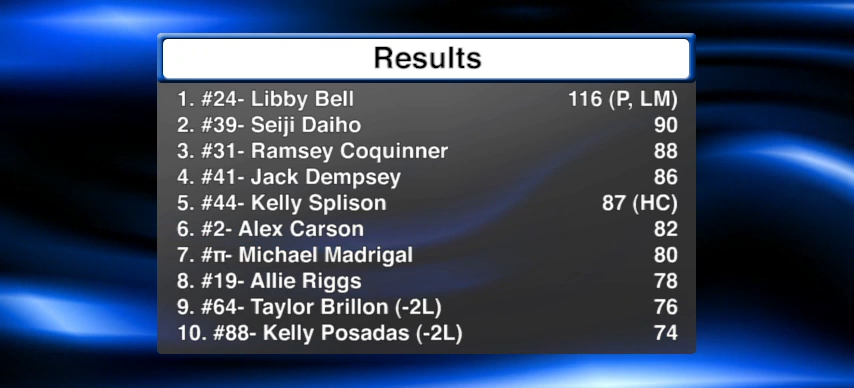 Results
1. #24- Libby Bell 116 (P, LM)
2. #39- Seiji Daiho 90
3. #31- Ramsey Coquinner 88
4. #41- Jack Dempsey 86
5. #44- Kelly Splison 87 (HC)
6. #2- Alex Carson 82
7. #π- Michael Madrigal 80
8. #19- Allie Riggs 78
9. #64- Taylor Brillon (-2L) 76
10. #88- Kelly Posadas (-2L) 74